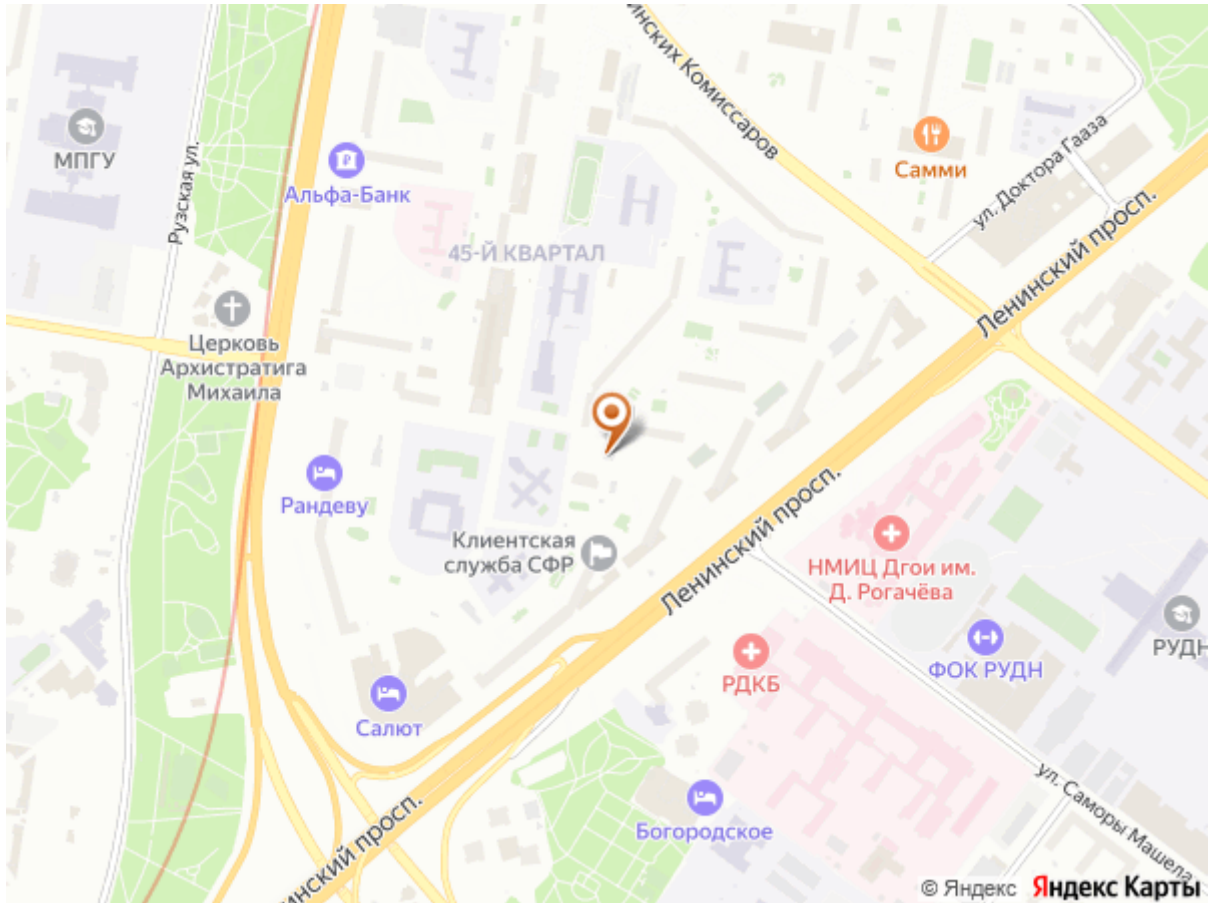 инских Комиссаров
МПГУ
Рузская ул.
Альфа-Банк
Самми
ул. Доктора Гааза
Ленинский просп.
45-Й КВАРТАЛ
Церковь
Архистратига
Михаила
Рандеву
Клиентская
служба СФР
Ленинский просп.
НМИЦ Дгои им.
Д. Рогачёва
РУДН
ФОК РУДН
РДКБ
Салют
Богородское
ул. Саморы Машела
нский просп.
© Яндекс Яндекс Карты